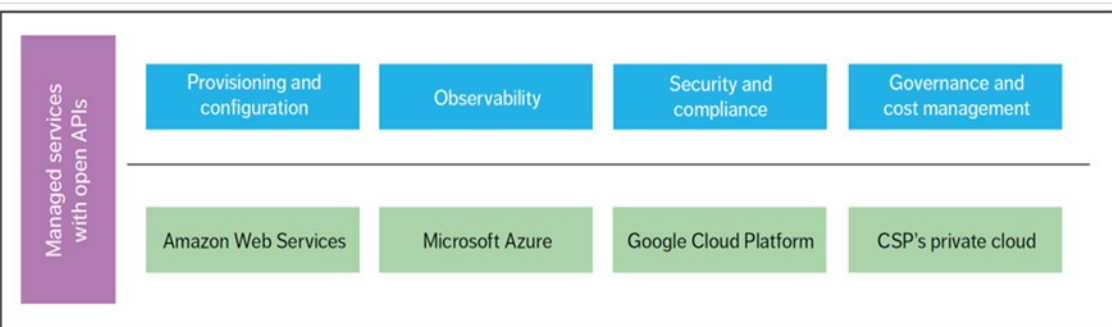 Managed services
with open APIs
Provisioning and
configuration
Observability
Security and
compliance
Governance and
cost management
Amazon Web Services
Microsoft Azure
Google Cloud Platform
CSP's private cloud